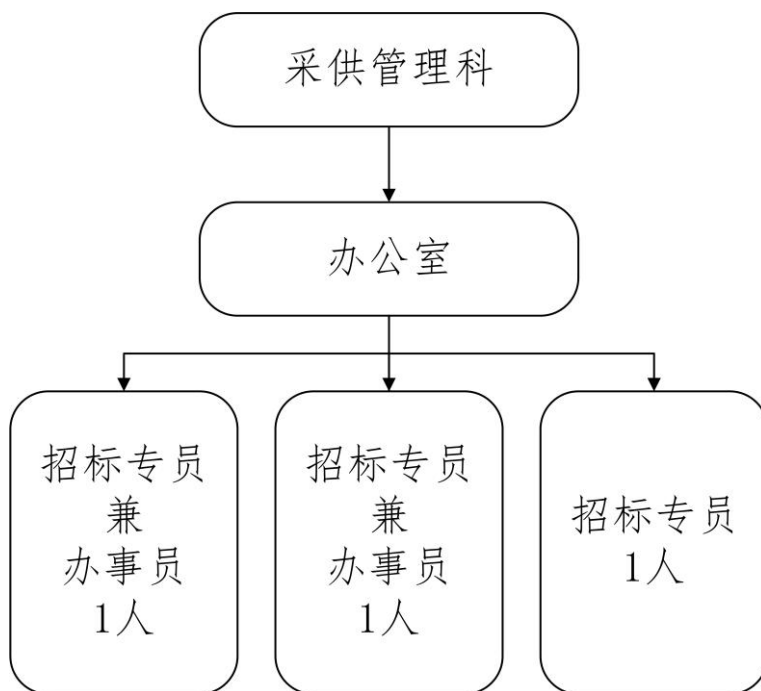 采供管理科
办公室
招标专员
兼
办事员
1人
招标专员
兼
办事员
1人
招标专员
1人